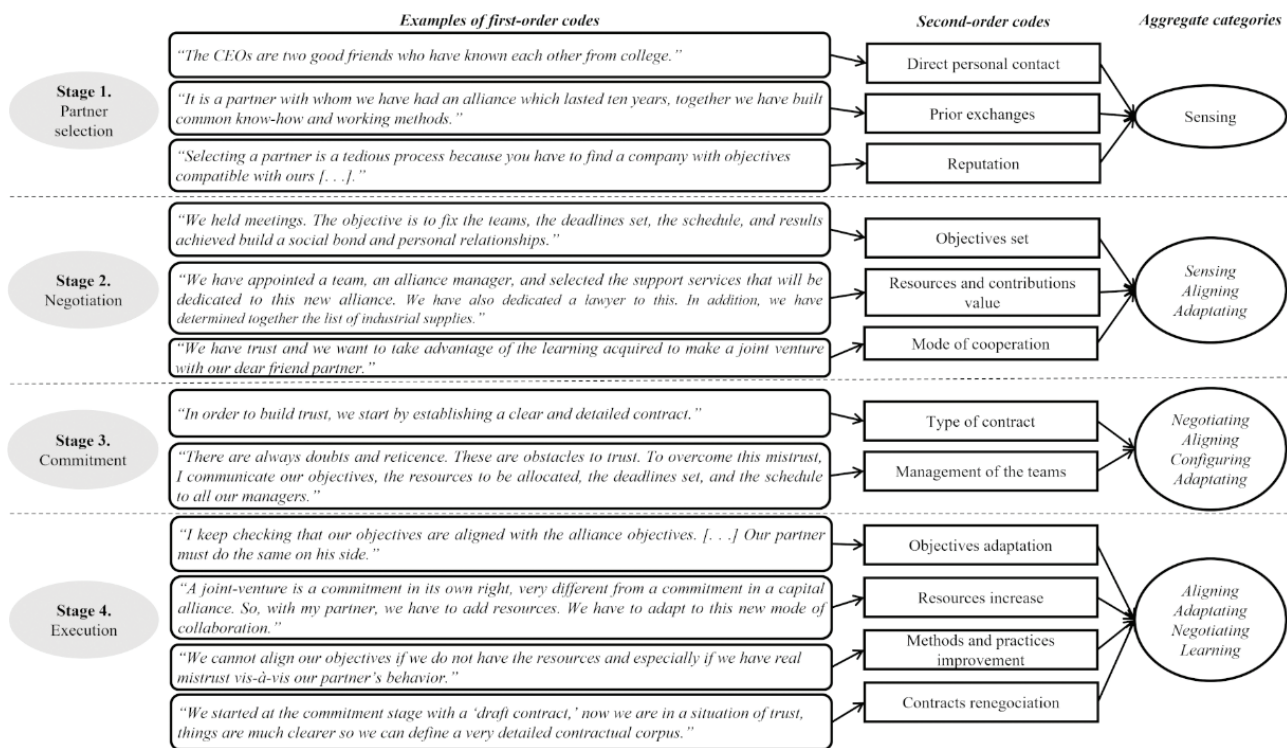 Examples of first-order codes
Second-order codes
Aggregate categories
Stage 1.
Partner
selection
“The CEOs are two good friends who have known each other from college.”
“It is a partner with whom we have had an alliance which lasted ten years, together we have built
common know-how and working methods.”
“Selecting a partner is a tedious process because you have to find a company with objectives
compatible with ours [. . .].”
Direct personal contact
Prior exchanges
Reputation
Sensing
Stage 2.
Negotiation
“We held meetings. The objective is to fix the teams, the deadlines set, the schedule, and results
achieved build a social bond and personal relationships.”
“We have appointed a team, an alliance manager, and selected the support services that will be
dedicated to this new alliance. We have also dedicated a lawyer to this. In addition, we have
determined together the list of industrial supplies.”
“We have trust and we want to take advantage of the learning acquired to make a joint venture
with our dear friend partner.”
Objectives set
Resources and contributions
value
Mode of cooperation
Sensing
Aligning
Adaptating
Stage 3.
Commitment
“In order to build trust, we start by establishing a clear and detailed contract.”
“There are always doubts and reticence. These are obstacles to trust. To overcome this mistrust,
I communicate our objectives, the resources to be allocated, the deadlines set, and the schedule
to all our managers.”
Type of contract
Management of the teams
Negotiating
Aligning
Configuring
Adaptating
Stage 4.
Execution
“I keep checking that our objectives are aligned with the alliance objectives. [. . .] Our partner
must do the same on his side.”
“A joint-venture is a commitment in its own right, very different from a commitment in a capital
alliance. So, with my partner, we have to add resources. We have to adapt to this new mode of
collaboration.”
“We cannot align our objectives if we do not have the resources and especially if we have real
mistrust vis-à-vis our partner’s behavior.”
“We started at the commitment stage with a ‘draft contract,’ now we are in a situation of trust,
things are much clearer so we can define a very detailed contractual corpus.”
Objectives adaptation
Resources increase
Methods and practices
improvement
Contracts renegociation
Aligning
Adaptating
Negotiating
Learning